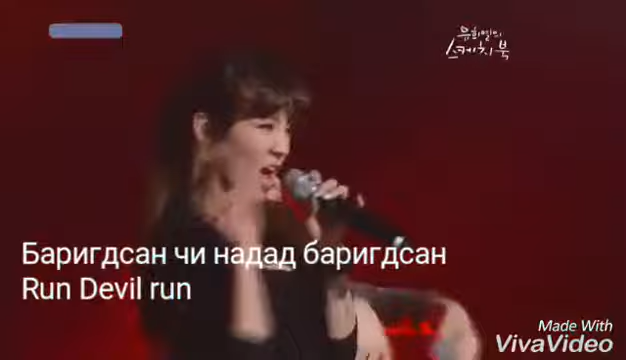 유희열의
스케치북
Баригдсан чи надад баригдсан
Run Devil run
Made With
VivaVideo